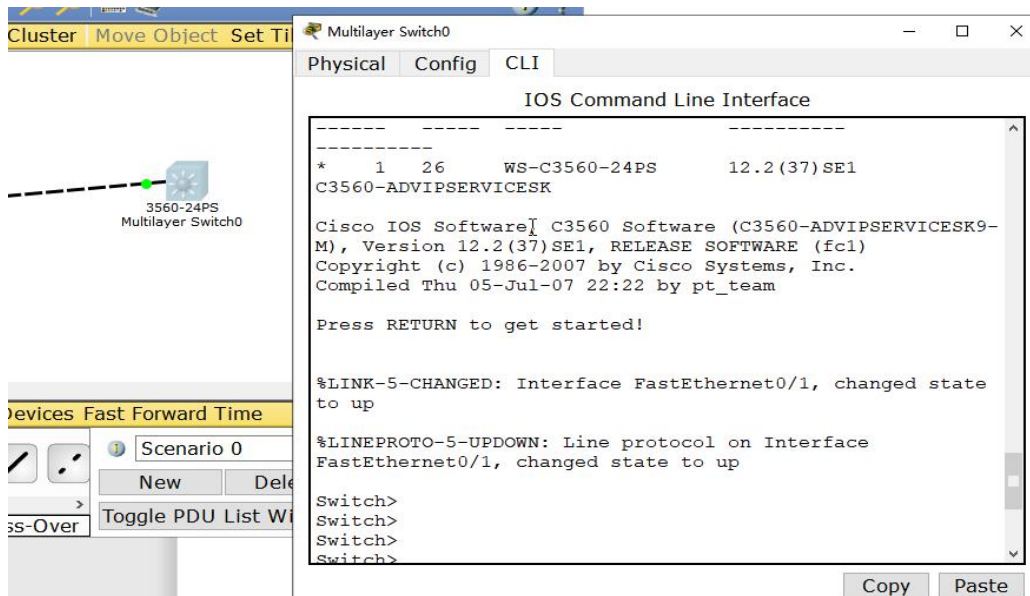 Cluster Move Object Set Til
Multilayer Switch0
Physical Config CLI
IOS Command Line Interface
------ ----- ----- ----------
----------
* 1 26 WS-C3560-24PS 12.2(37)SE1
C3560-ADVIPSERVICESK
Cisco IOS Software, C3560 Software (C3560-ADVIPSERVICESK9-
M), Version 12.2(37)SE1, RELEASE SOFTWARE (fc1)
Copyright (c) 1986-2007 by Cisco Systems, Inc.
Compiled Thu 05-Jul-07 22:22 by pt_team
Press RETURN to get started!
%LINK-5-CHANGED: Interface FastEthernet0/1, changed state
to up
%LINEPROTO-5-UPDOWN: Line protocol on Interface
FastEthernet0/1, changed state to up
Switch>
Switch>
Switch>
Switch>
Copy Paste
3560-24PS
Multilayer Switch0
Devices Fast Forward Time
Scenario 0
New Dele
Toggle PDU List Wi
ss-Over